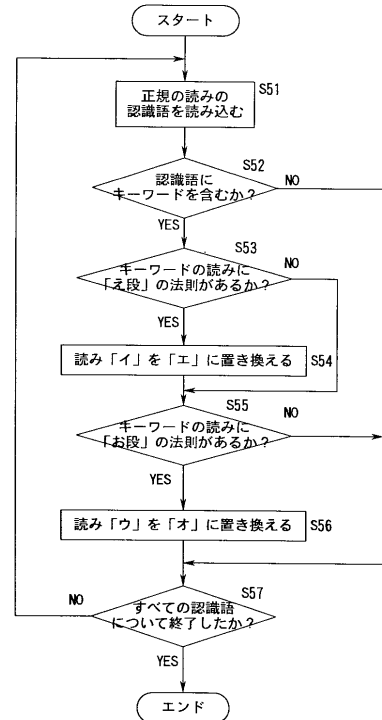 スタート
S51
正規の読みの
認識語を読み込む
S52
認識語に
キーワードを含むか？
NO
YES
S53
キーワードの読みに
「え段」の法則があるか？
NO
YES
読み「イ」を「エ」に置き換える
S54
S55
キーワードの読みに
「お段」の法則があるか？
NO
YES
読み「ウ」を「オ」に置き換える
S56
S57
すべての認識語
について終了したか？
NO
YES
エンド